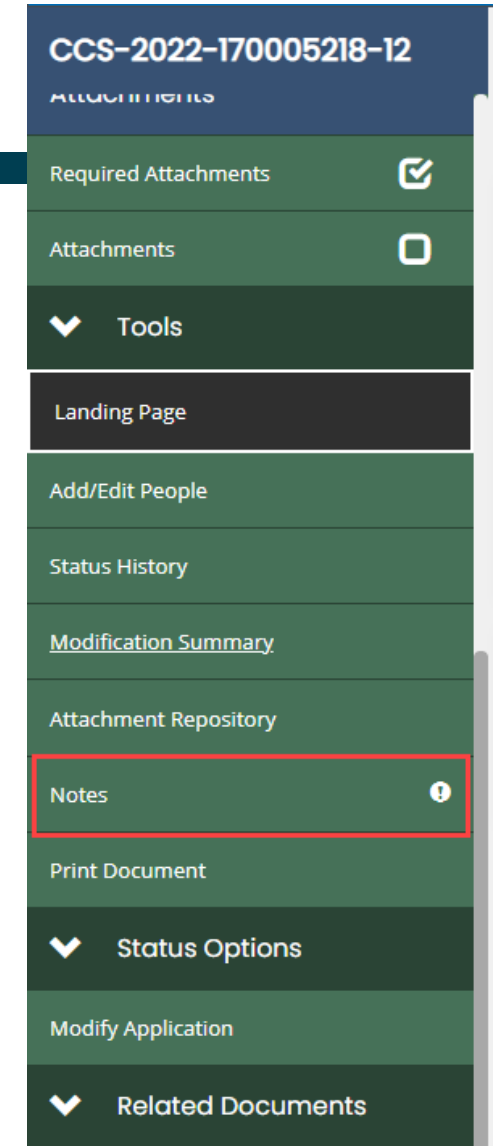 CCS-2022-170005218-12
Attachments
Required Attachments
Attachments
Tools
Landing Page
Add/Edit People
Status History
Modification Summary
Attachment Repository
Notes
Print Document
Status Options
Modify Application
Related Documents